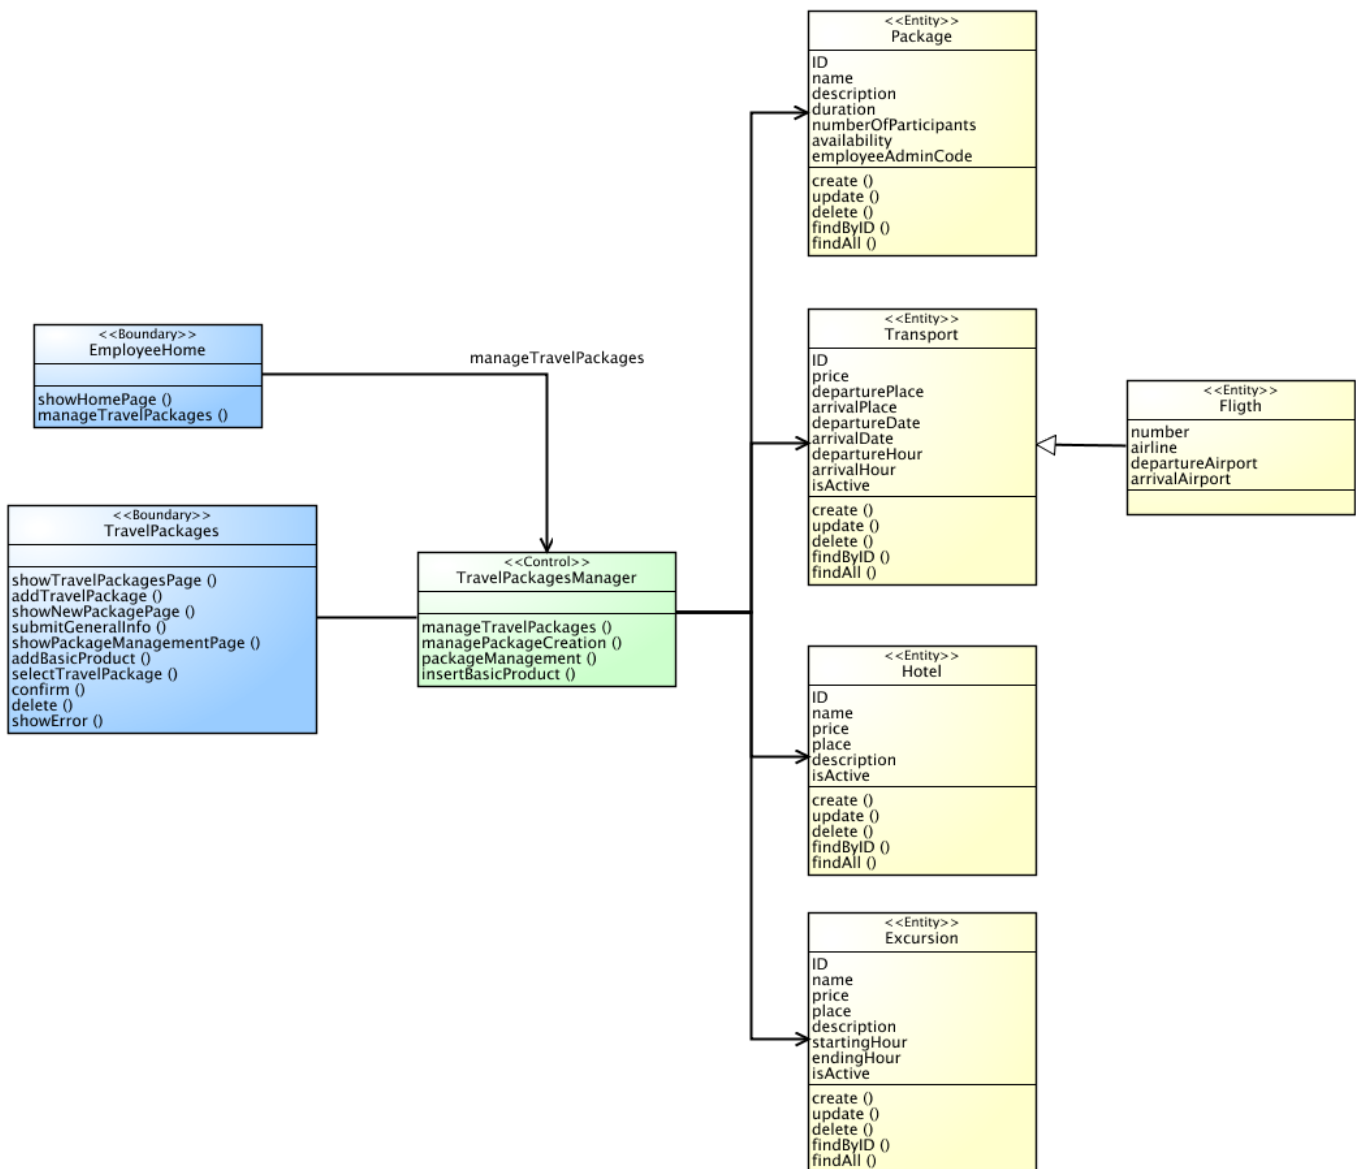 <<Entity>>
Package
ID
name
description
duration
numberOfParticipants
availability
employeeAdminCode
create ()
update ()
delete ()
findByID ()
findAll ()
<<Boundary>>
EmployeeHome
showHomePage ()
manageTravelPackages ()
manageTravelPackages
<<Entity>>
Transport
ID
price
departurePlace
arrivalPlace
departureDate
arrivalDate
departureHour
arrivalHour
isActive
create ()
update ()
delete ()
findByID ()
findAll ()
<<Entity>>
Fligth
number
airline
departureAirport
arrivalAirport
<<Boundary>>
TravelPackages
showTravelPackagesPage ()
addTravelPackage ()
showNewPackagePage ()
submitGeneralInfo ()
showPackageManagementPage ()
addBasicProduct ()
selectTravelPackage ()
confirm ()
delete ()
showError ()
<<Control>>
TravelPackagesManager
manageTravelPackages ()
managePackageCreation ()
packageManagement ()
insertBasicProduct ()
<<Entity>>
Hotel
ID
name
price
place
description
isActive
create ()
update ()
delete ()
findByID ()
findAll ()
<<Entity>>
Excursion
ID
name
price
place
description
startingHour
endingHour
isActive
create ()
update ()
delete ()
findByID ()
findAll ()